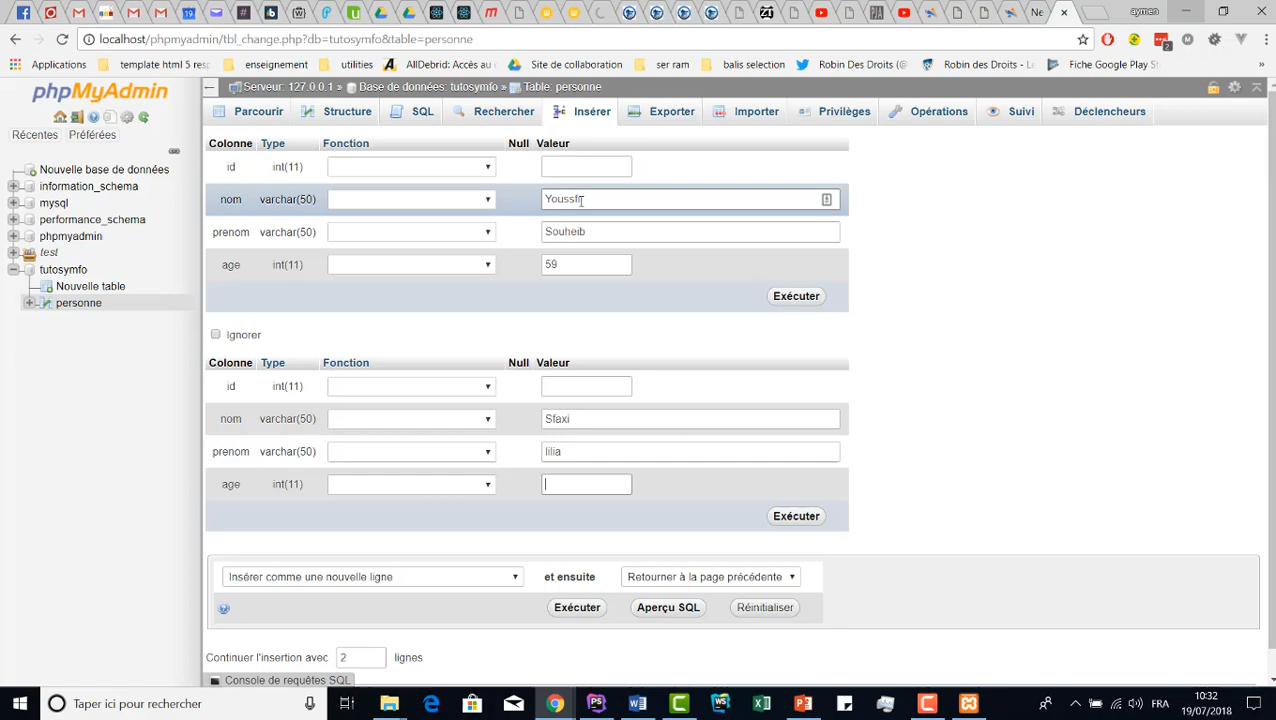 Ne
aymen
localhost/phpmyadmin/tbl_change.php?db=tutosymfo&table=personne
Applications
template html 5 resp
enseignement
utilities
AllDebrid: Accès au c
Site de collaboration
ser ram
balis selection
Robin Des Droits (@
Robin des Droits - Le
Fiche Google Play St
2
phpMyAdmin
Récentes
Préférées
Nouvelle base de données
information_schema
mysql
performance_schema
phpmyadmin
test
tutosymfo
Nouvelle table
personne
Serveur: 127.0.0.1 » Base de données: tutosymfo » Table: personne
Parcourir
Structure
SQL
Rechercher
Insérer
Exporter
Importer
Privilèges
Opérations
Suivi
Déclencheurs
Colonne Type Fonction Null Valeur
id int(11)
nom varchar(50) Youssfi
prenom varchar(50) Souheib
age int(11) 59
Exécuter
Ignorer
Colonne Type Fonction Null Valeur
id int(11)
nom varchar(50) Sfaxi
prenom varchar(50) lilia
age int(11)
Exécuter
Insérer comme une nouvelle ligne et ensuite Retourner à la page précédente
Exécuter Aperçu SQL Réinitialiser
Continuer l'insertion avec 2 lignes
Console de requêtes SQL
Taper ici pour rechercher
FRA
10:32
19/07/2018